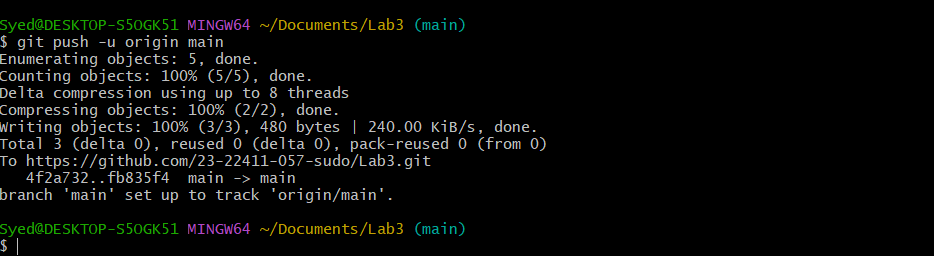 Syed@DESKTOP-S5OGK51 MINGW64 ~/Documents/Lab3 (main)
$ git push -u origin main
Enumerating objects: 5, done.
Counting objects: 100% (5/5), done.
Delta compression using up to 8 threads
Compressing objects: 100% (2/2), done.
Writing objects: 100% (3/3), 480 bytes | 240.00 KiB/s, done.
Total 3 (delta 0), reused 0 (delta 0), pack-reused 0 (from 0)
To https://github.com/23-22411-057-sudo/Lab3.git
   4f2a732..fb835f4  main -> main
branch 'main' set up to track 'origin/main'.
Syed@DESKTOP-S5OGK51 MINGW64 ~/Documents/Lab3 (main)
$